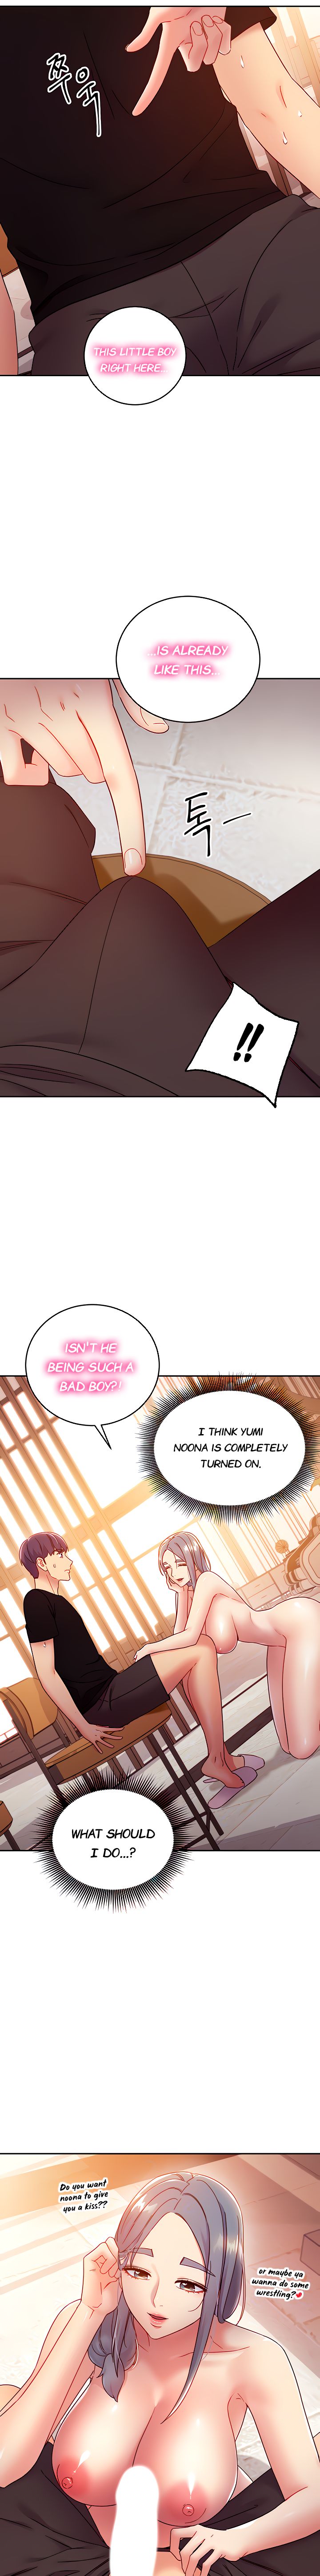 쭈욱
THIS LITTLE BOY
RIGHT HERE...
...IS ALREADY
LIKE THIS...
톡
!!
ISN'T HE
BEING SUCH A
BAD BOY?!
I THINK YUMI
NOONA IS COMPLETELY
TURNED ON.
WHAT SHOULD
I DO...?
Do you want
noona to give
you a kiss??
or maybe ya
wanna do some
wrestling?